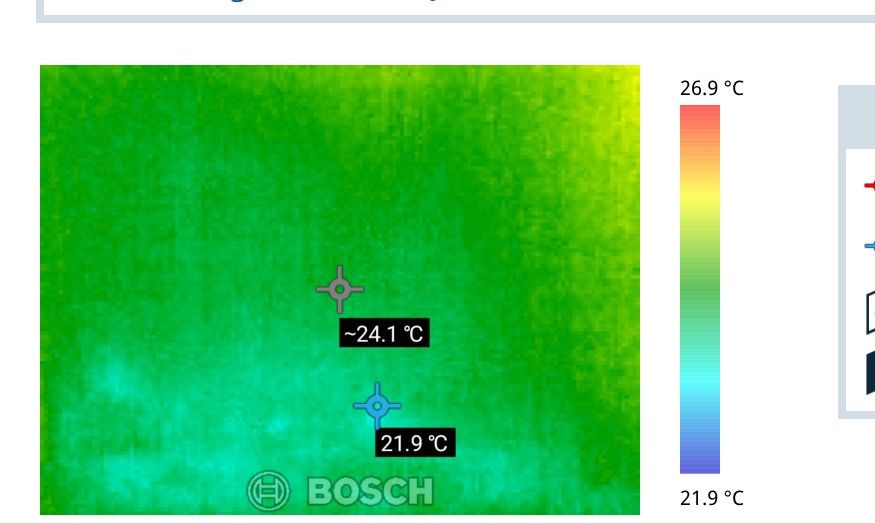 26.9 °C
~24.1 °C
21.9 °C
BOSCH
21.9 °C